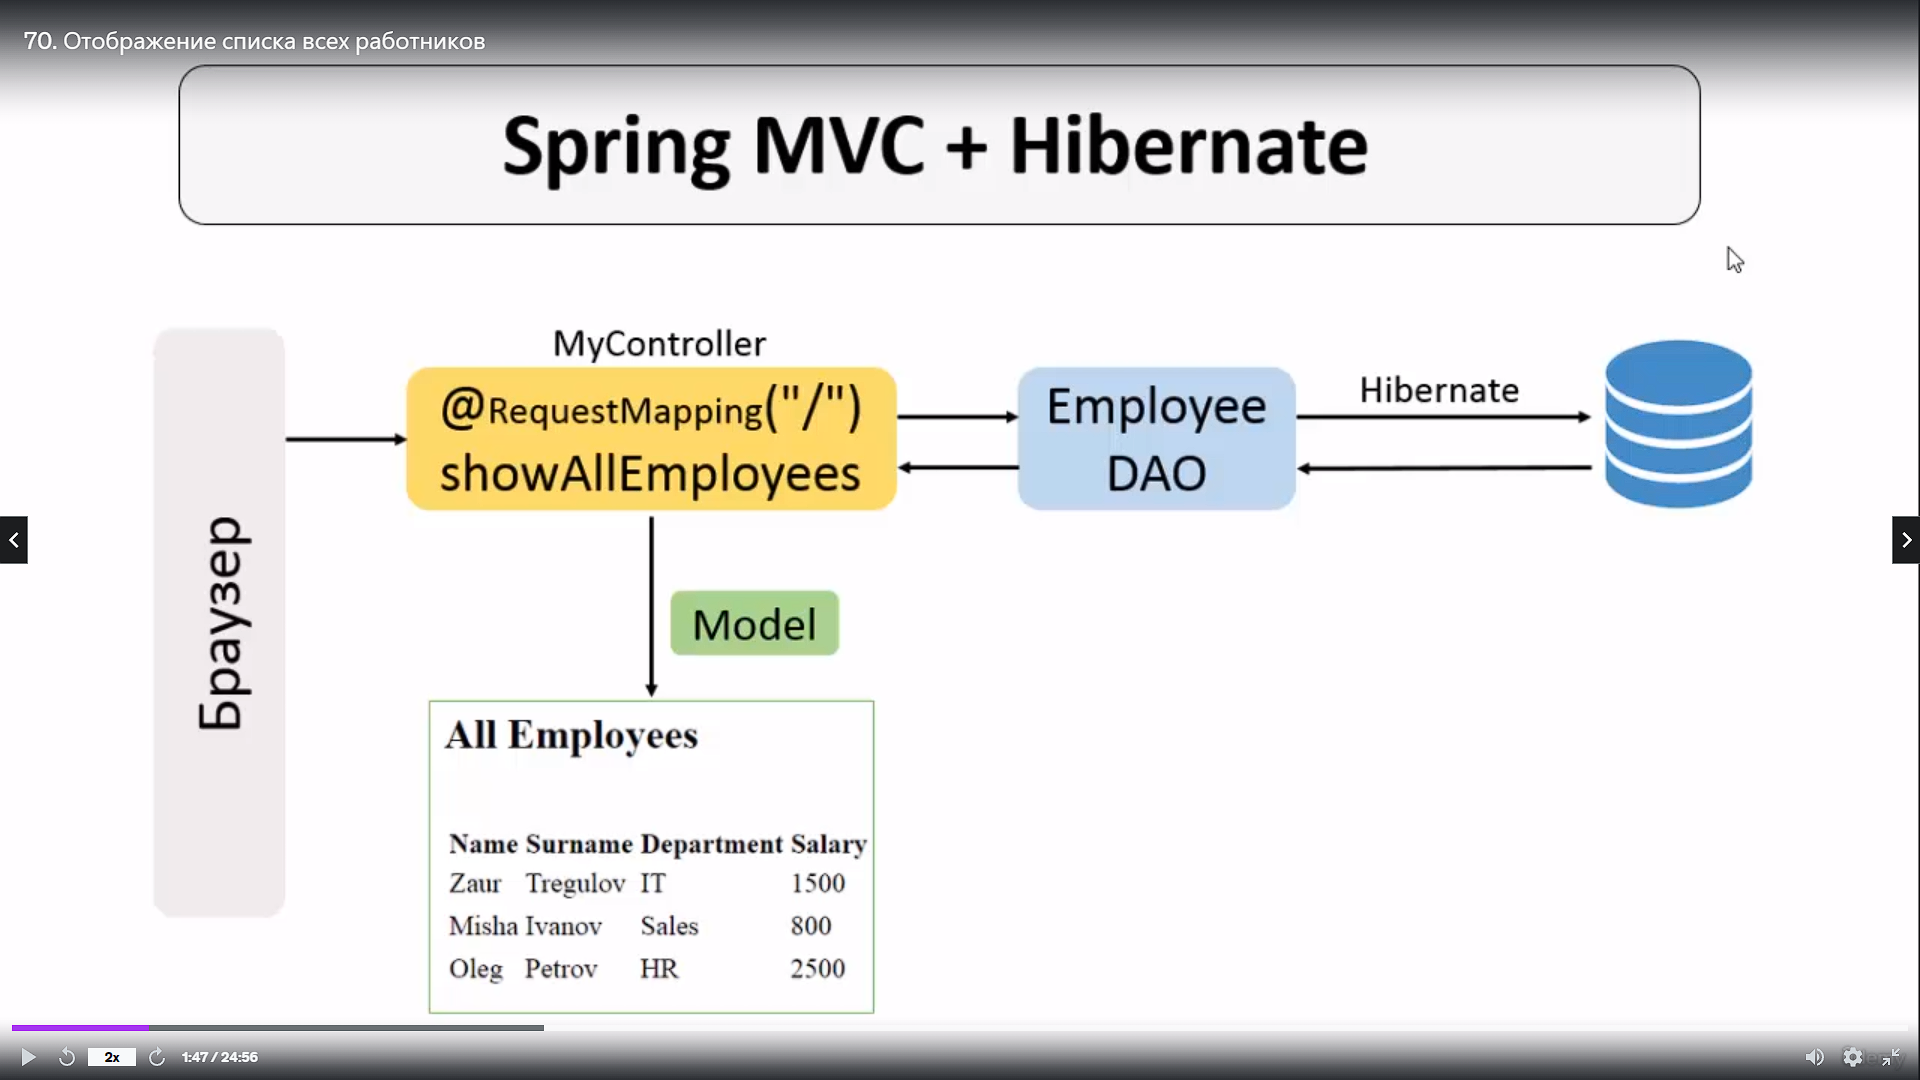 70. Отображение списка всех работников
Spring MVC + Hibernate
Браузер
MyController
@RequestMapping("/")
showAllEmployees
Employee
DAO
Hibernate
Model
All Employees
Name Surname Department Salary
Zaur Tregulov IT 1500
Misha Ivanov Sales 800
Oleg Petrov HR 2500
2x
1:47 / 24:56